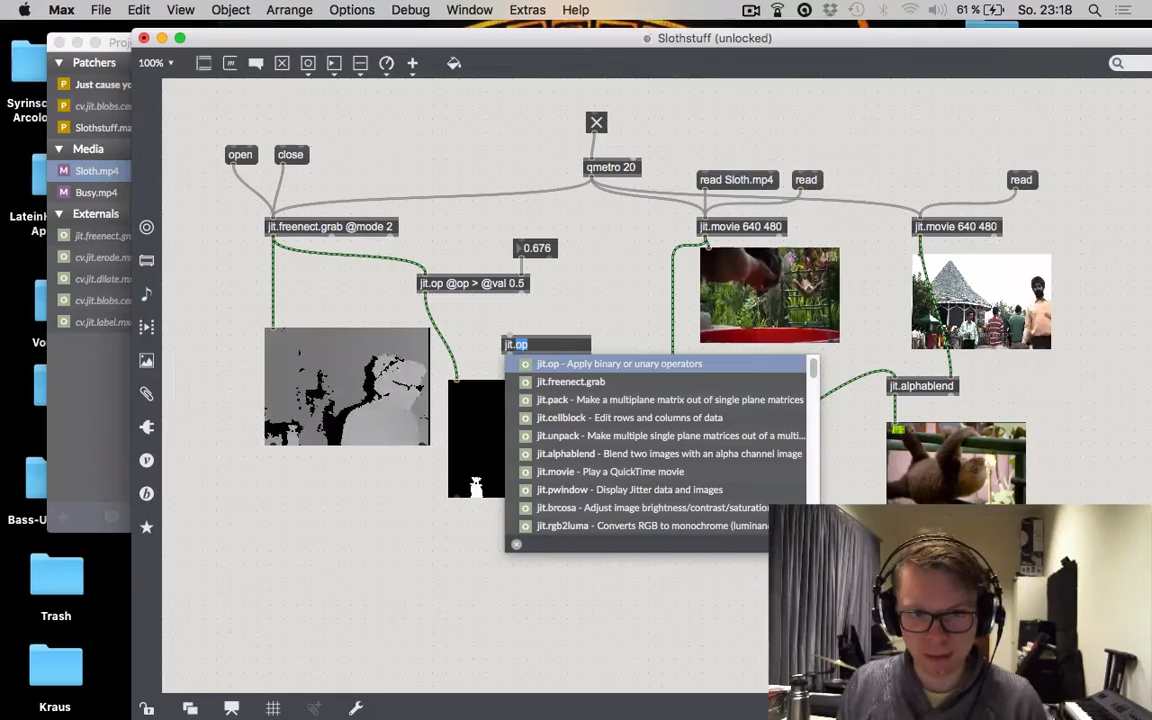 Max File Edit View Object Arrange Options Debug Window Extras Help
61 % So. 23:18
Proj
Slothstuff (unlocked)
100%
Patchers
Just cause yo
cv.jit.blobs.ce
Slothstuff.ma
Media
Sloth.mp4
Busy.mp4
Externals
jit.freenect.gr
cv.jit.erode.m
cv.jit.dilate.m
cv.jit.blobs.c
cv.jit.label.mx
Syrinsc
Arcolo
LateinH
Ap
Vo
Bass-U
Trash
Kraus
open
close
qmetro 20
read Sloth.mp4
read
read
jit.freenect.grab @mode 2
jit.movie 640 480
jit.movie 640 480
0.676
jit.op @op > @val 0.5
jit.op
jit.op - Apply binary or unary operators
jit.freenect.grab
jit.pack - Make a multiplane matrix out of single plane matrices
jit.cellblock - Edit rows and columns of data
jit.unpack - Make multiple single plane matrices out of a multi...
jit.alphablend - Blend two images with an alpha channel image
jit.movie - Play a QuickTime movie
jit.pwindow - Display Jitter data and images
jit.brcosa - Adjust image brightness/contrast/saturatio
jit.rgb2luma - Converts RGB to monochrome (luminanc
jit.alphablend